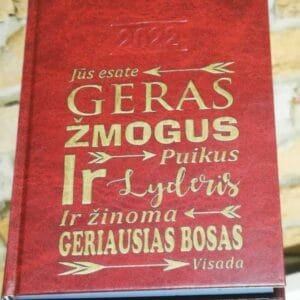 2022
Jūs esate
GERAS
ŽMOGUS
Puikus
Ir Lyderis
Ir žinoma
GERIAUSIAS BOSAS
Visada